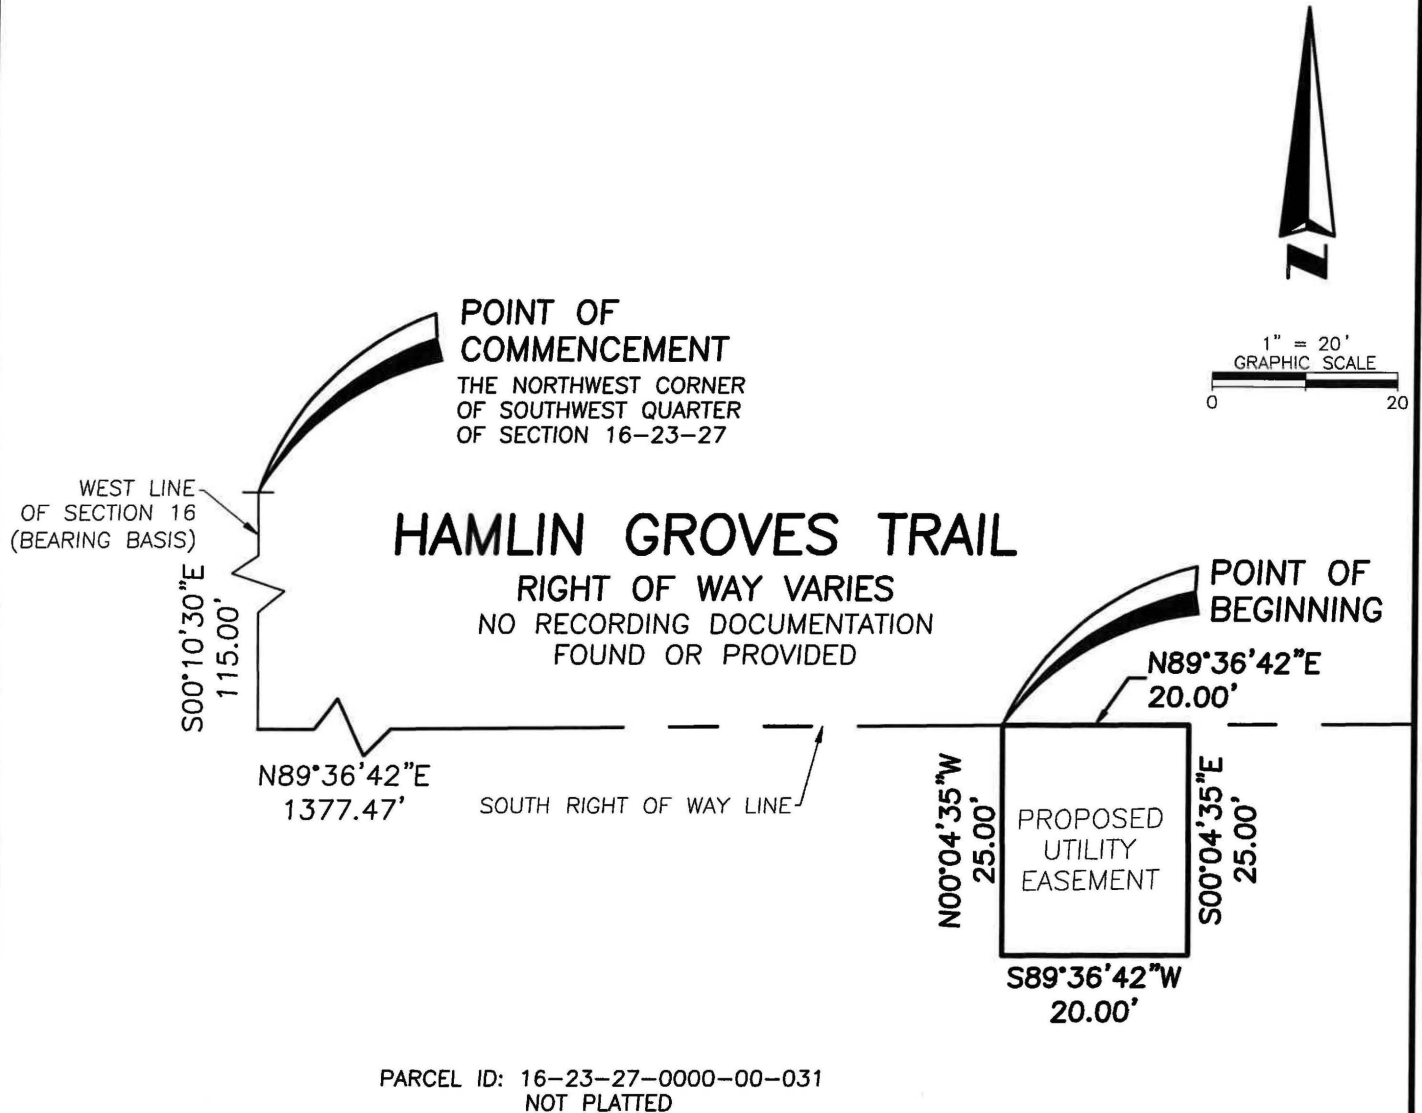 N
1" = 20'
GRAPHIC SCALE
0 20
POINT OF
COMMENCEMENT
THE NORTHWEST CORNER
OF SOUTHWEST QUARTER
OF SECTION 16-23-27
WEST LINE
OF SECTION 16
(BEARING BASIS)
S00°10'30"E
115.00'
HAMLIN GROVES TRAIL
RIGHT OF WAY VARIES
NO RECORDING DOCUMENTATION
FOUND OR PROVIDED
POINT OF
BEGINNING
N89°36'42"E
20.00'
N89°36'42"E
1377.47'
SOUTH RIGHT OF WAY LINE
N00°04'35"W
25.00'
PROPOSED
UTILITY
EASEMENT
S00°04'35"E
25.00'
S89°36'42"W
20.00'
PARCEL ID: 16-23-27-0000-00-031
NOT PLATTED